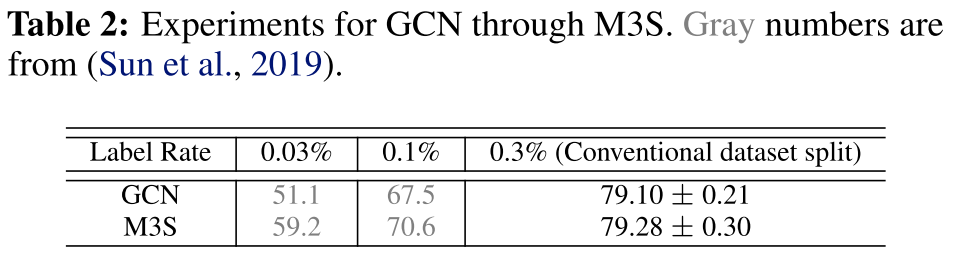 Table 2: Experiments for GCN through M3S. Gray numbers are
from (Sun et al., 2019).
Label Rate 0.03% 0.1% 0.3% (Conventional dataset split)
GCN 51.1 67.5 79.10 ± 0.21
M3S 59.2 70.6 79.28 ± 0.30